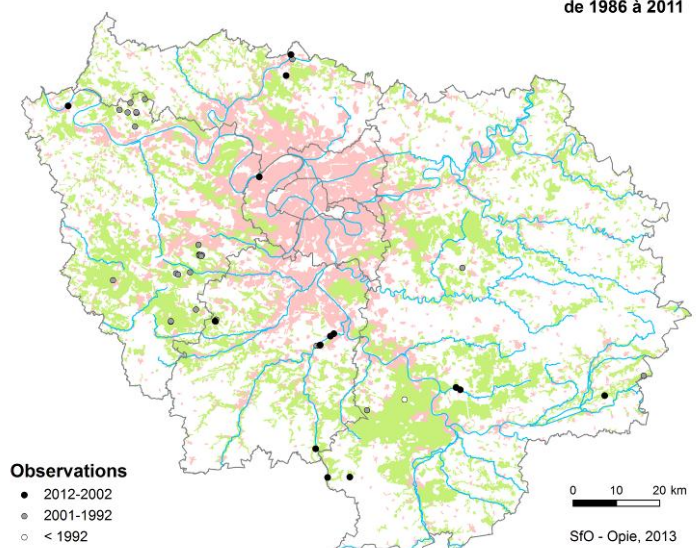 de 1986 à 2011
Observations
2012-2002
2001-1992
< 1992
0 10 20 km
SfO - Opie, 2013